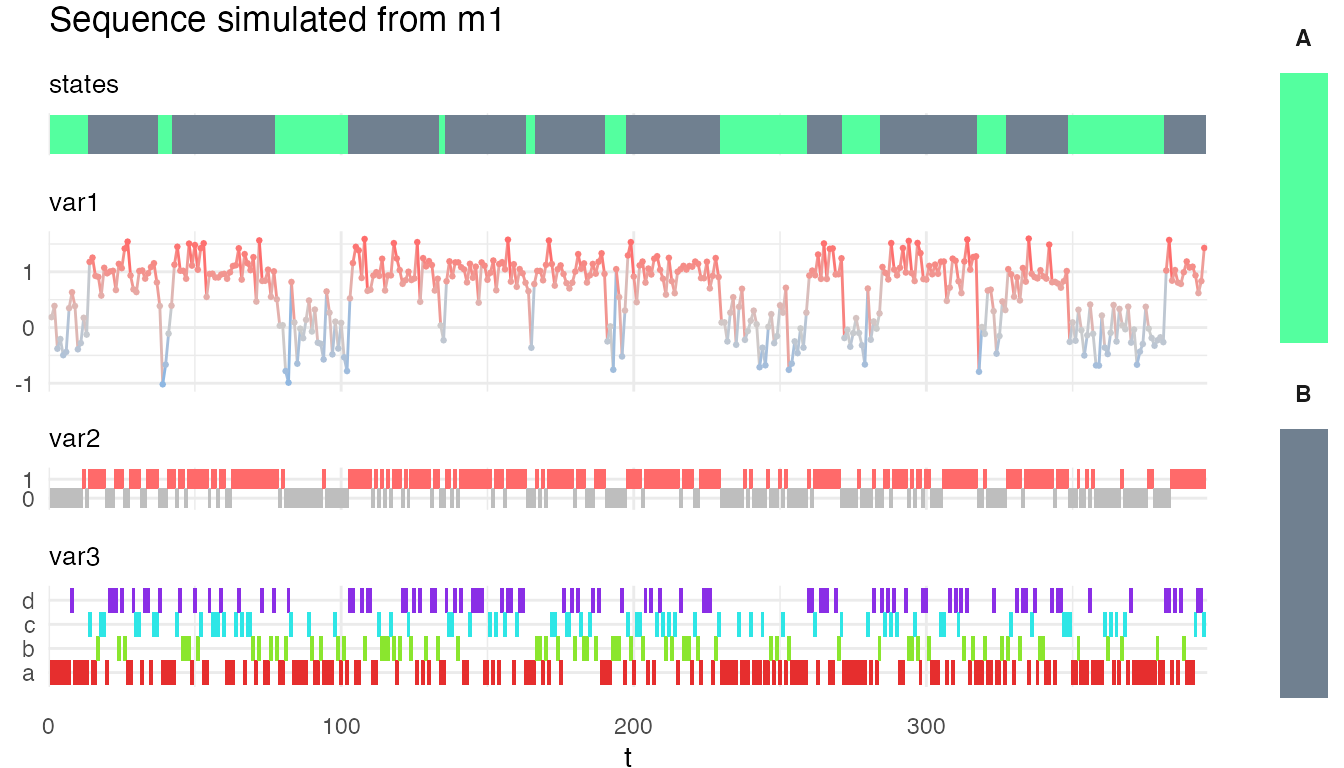 Sequence simulated from m1
A
states
var1
1
0
-1
B
var2
1
0
var3
d
c
b
a
0 100 200 300
t